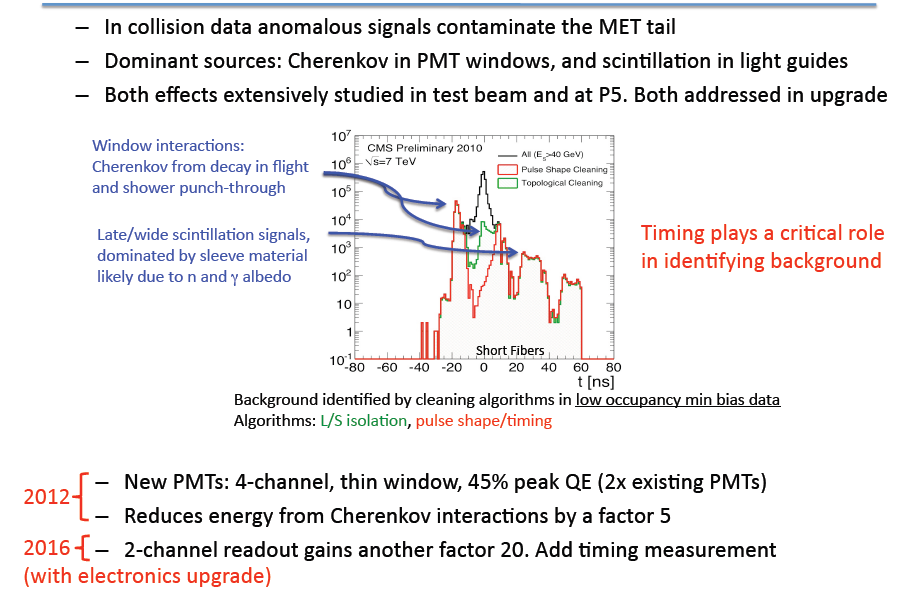 – In collision data anomalous signals contaminate the MET tail
– Dominant sources: Cherenkov in PMT windows, and scintillation in light guides
– Both effects extensively studied in test beam and at P5. Both addressed in upgrade
Window interactions:
Cherenkov from decay in flight
and shower punch-through
Late/wide scintillation signals,
dominated by sleeve material
likely due to n and γ albedo
10^7
10^6
10^5
10^4
10^3
10^2
10
1
10^-1
CMS Preliminary 2010
√s=7 TeV
All (E_S>40 GeV)
Pulse Shape Cleaning
Topological Cleaning
Short Fibers
-80 -60 -40 -20 0 20 40 60 80
t [ns]
Timing plays a critical role
in identifying background
Background identified by cleaning algorithms in low occupancy min bias data
Algorithms: L/S isolation, pulse shape/timing
2012
– New PMTs: 4-channel, thin window, 45% peak QE (2x existing PMTs)
– Reduces energy from Cherenkov interactions by a factor 5
2016 – 2-channel readout gains another factor 20. Add timing measurement
(with electronics upgrade)